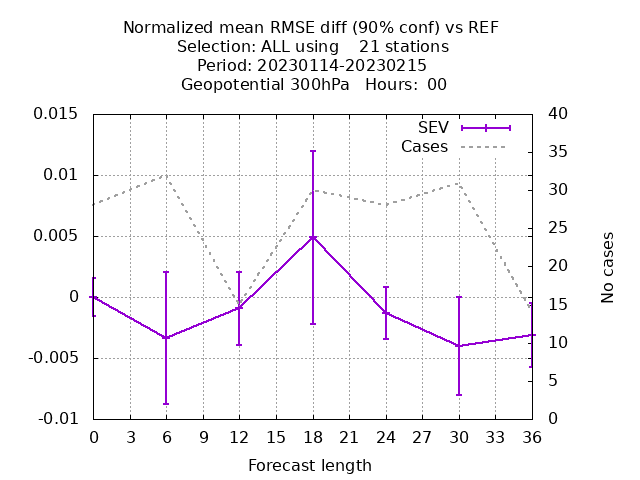 Normalized mean RMSE diff (90% conf) vs REF
Selection: ALL using    21 stations
Period: 20230114-20230215
Geopotential 300hPa   Hours:  00
SEV
Cases
0.015
0.01
0.005
0
-0.005
-0.01
40
35
30
25
20
15
10
5
0
No cases
0 3 6 9 12 15 18 21 24 27 30 33 36
Forecast length